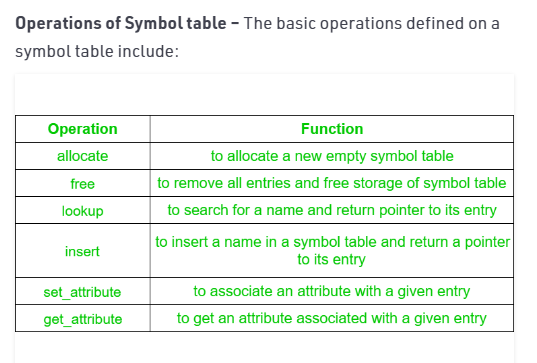 Operations of Symbol table – The basic operations defined on a
symbol table include:
Operation Function
allocate to allocate a new empty symbol table
free to remove all entries and free storage of symbol table
lookup to search for a name and return pointer to its entry
insert to insert a name in a symbol table and return a pointer
to its entry
set_attribute to associate an attribute with a given entry
get_attribute to get an attribute associated with a given entry